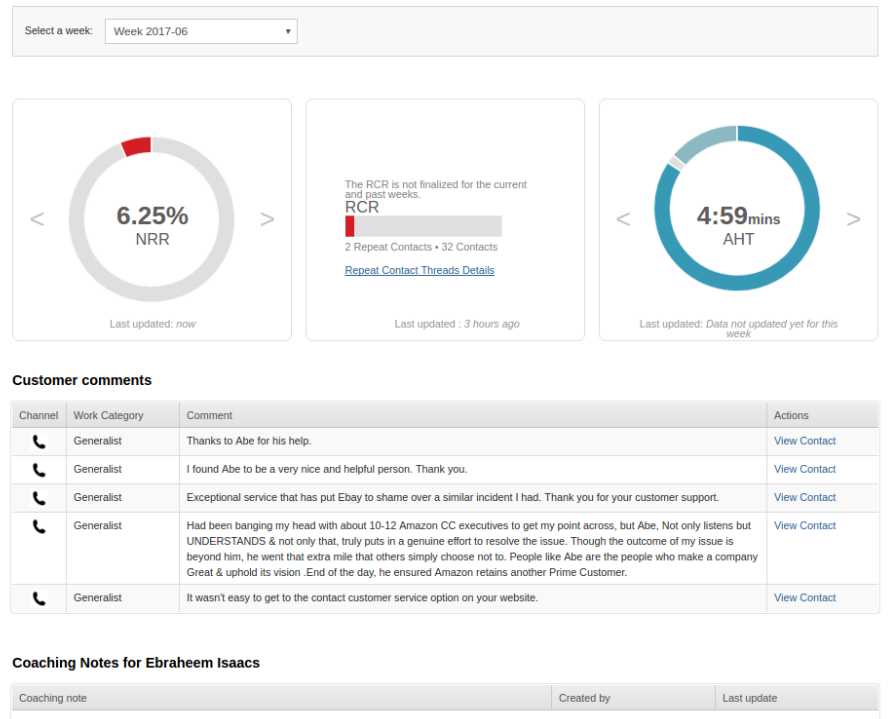 Select a week: Week 2017-06 ▾
< 6.25% >
NRR
Last updated: now
The RCR is not finalized for the current
and past weeks.
RCR
2 Repeat Contacts • 32 Contacts
Repeat Contact Threads Details
Last updated : 3 hours ago
< 4:59mins >
AHT
Last updated: Data not updated yet for this
week
Customer comments
Channel Work Category Comment Actions
Generalist Thanks to Abe for his help. View Contact
Generalist I found Abe to be a very nice and helpful person. Thank you. View Contact
Generalist Exceptional service that has put Ebay to shame over a similar incident I had. Thank you for your customer support. View Contact
Generalist Had been banging my head with about 10-12 Amazon CC executives to get my point across, but Abe, Not only listens but View Contact
UNDERSTANDS & not only that, truly puts in a genuine effort to resolve the issue. Though the outcome of my issue is
beyond him, he went that extra mile that others simply choose not to. People like Abe are the people who make a company
Great & uphold its vision .End of the day, he ensured Amazon retains another Prime Customer.
Generalist It wasn't easy to get to the contact customer service option on your website. View Contact
Coaching Notes for Ebraheem Isaacs
Coaching note Created by Last update